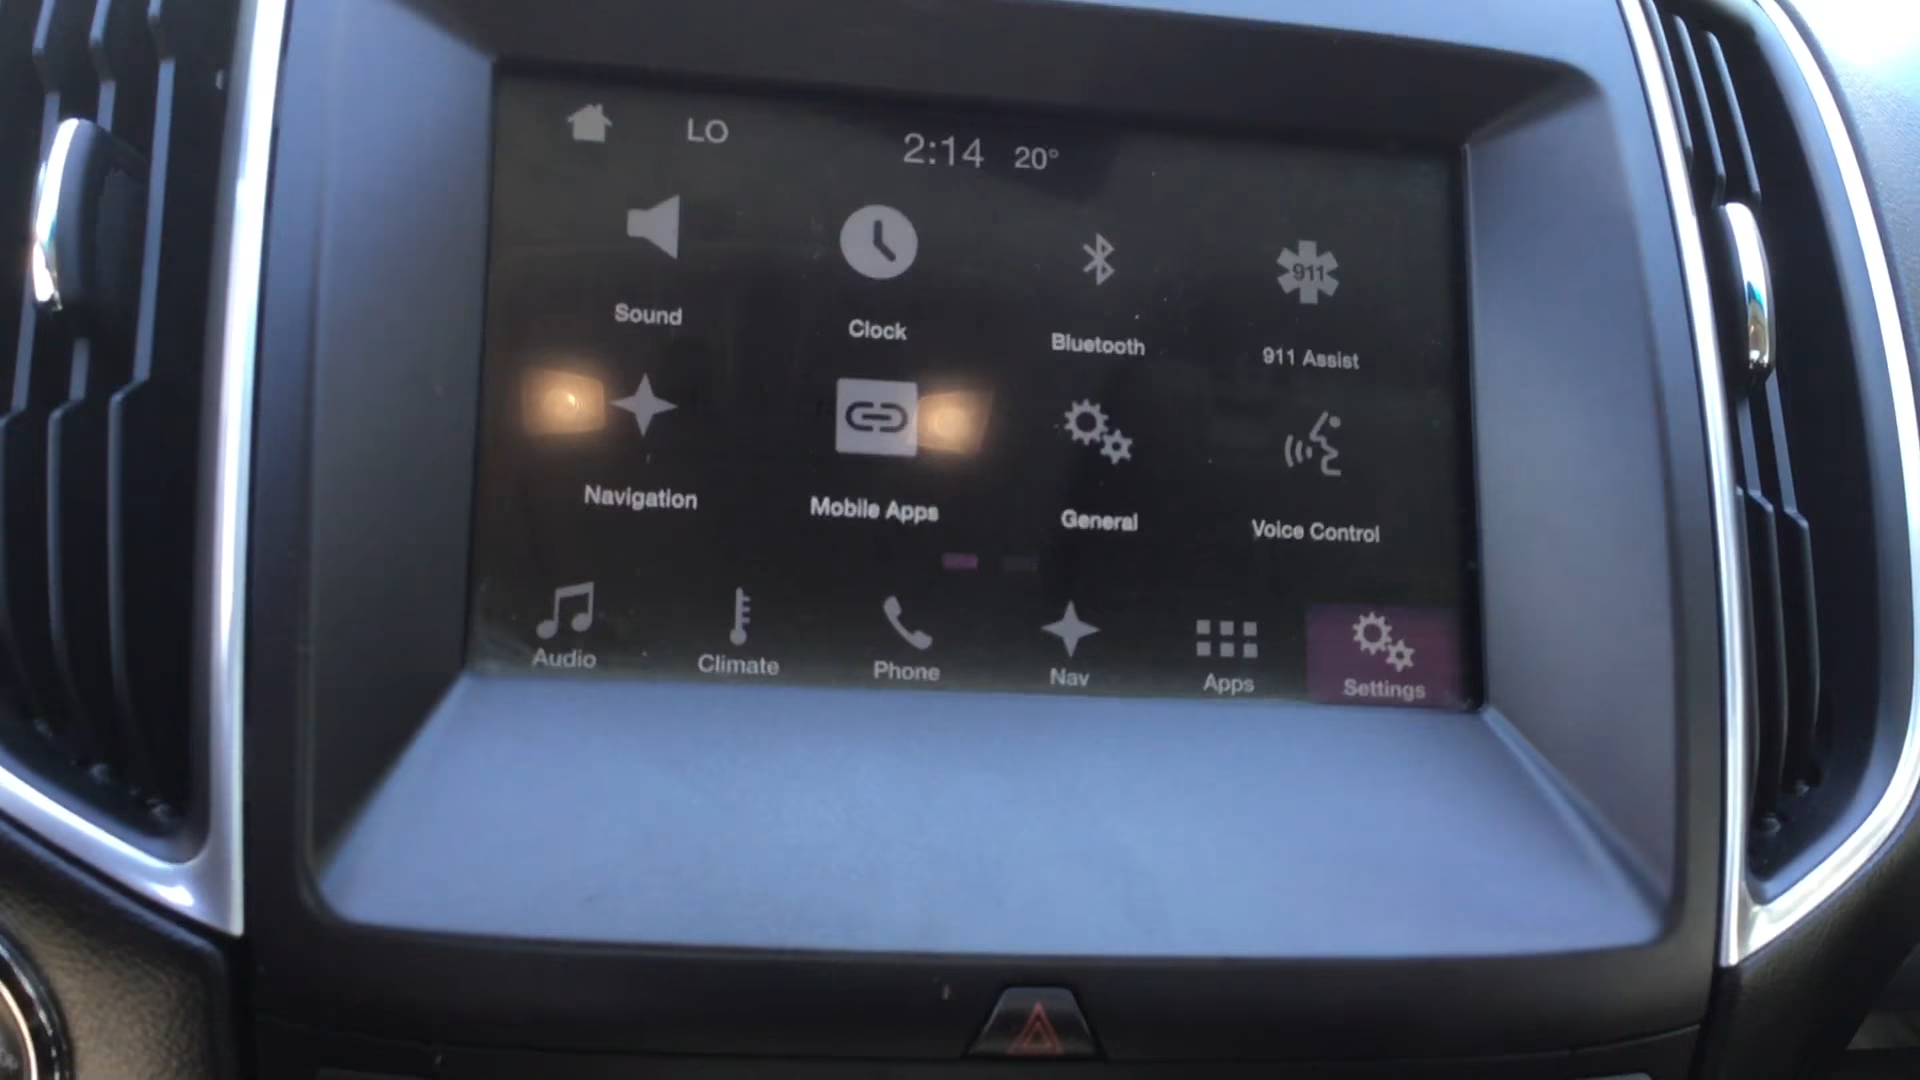 LO 2:14 20°
Sound Clock Bluetooth 911 Assist
911
Navigation Mobile Apps General Voice Control
Audio Climate Phone Nav Apps Settings